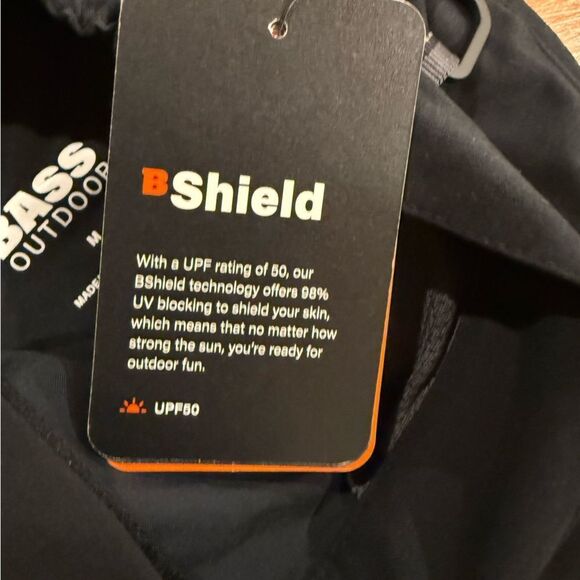 BShield
With a UPF rating of 50, our
BShield technology offers 98%
UV blocking to shield your skin,
which means that no matter how
strong the sun, you're ready for
outdoor fun.
UPF50
BASS
OUTDOOR
M
MADE